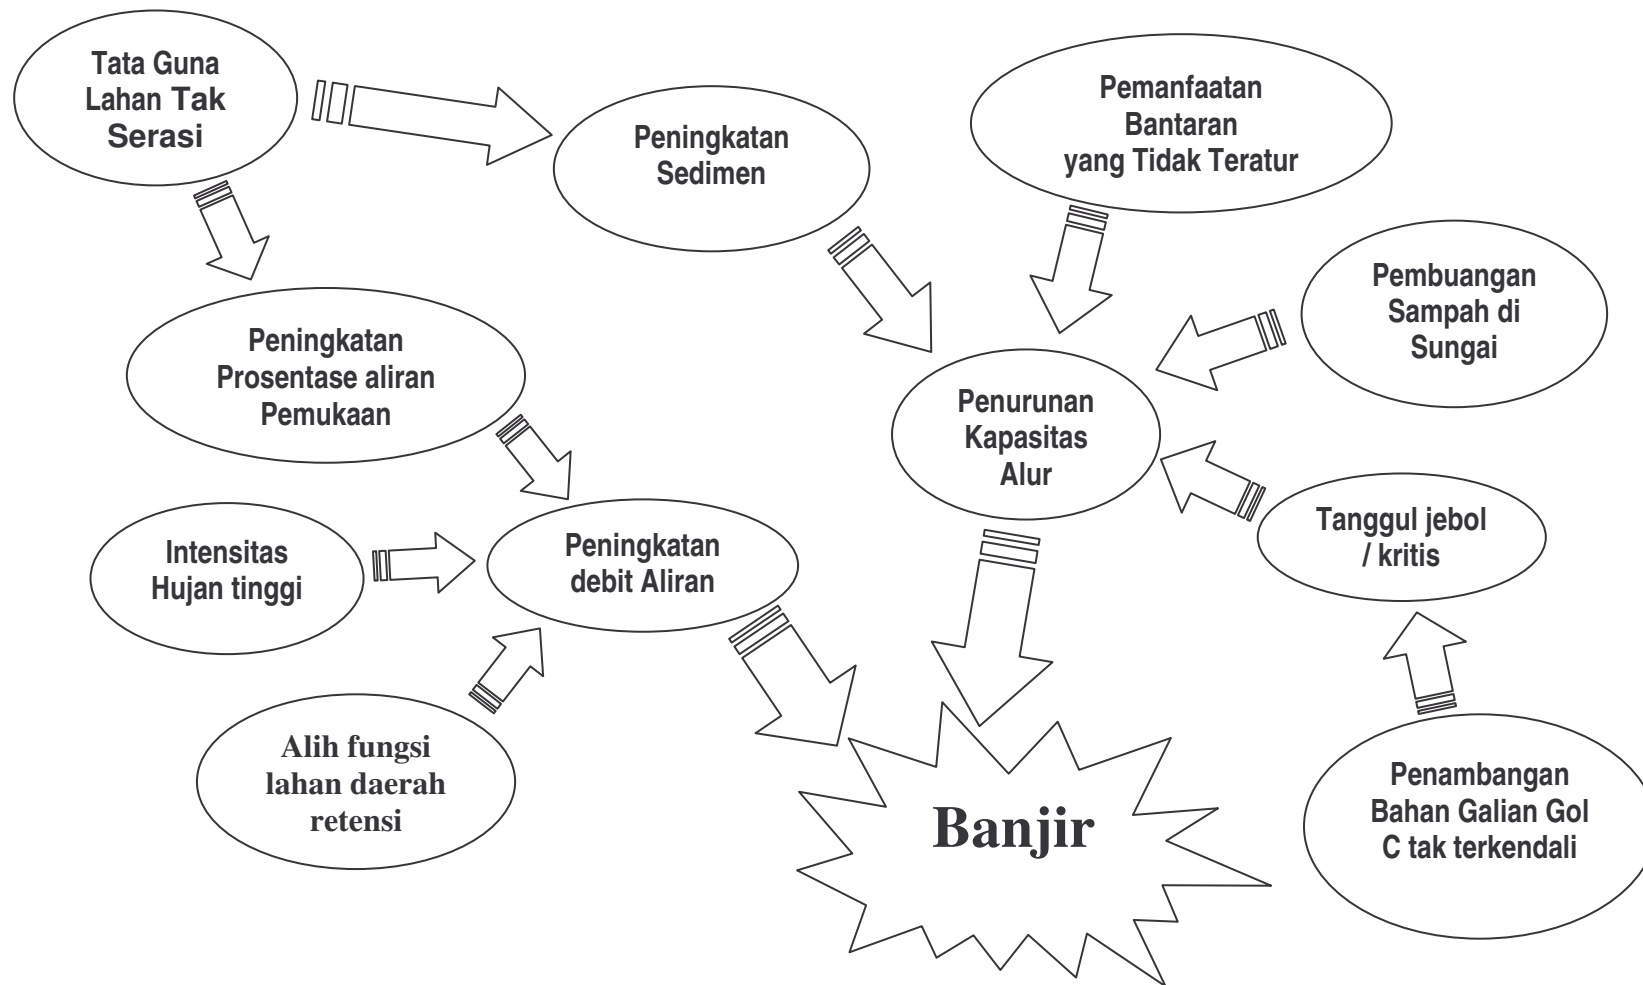 Tata Guna
Lahan Tak
Serasi
Peningkatan
Sedimen
Pemanfaatan
Bantaran
yang Tidak Teratur
Pembuangan
Sampah di
Sungai
Peningkatan
Prosentase aliran
Pemukaan
Penurunan
Kapasitas
Alur
Intensitas
Hujan tinggi
Peningkatan
debit Aliran
Tanggul jebol
/ kritis
Alih fungsi
lahan daerah
retensi
Banjir
Penambangan
Bahan Galian Gol
C tak terkendali